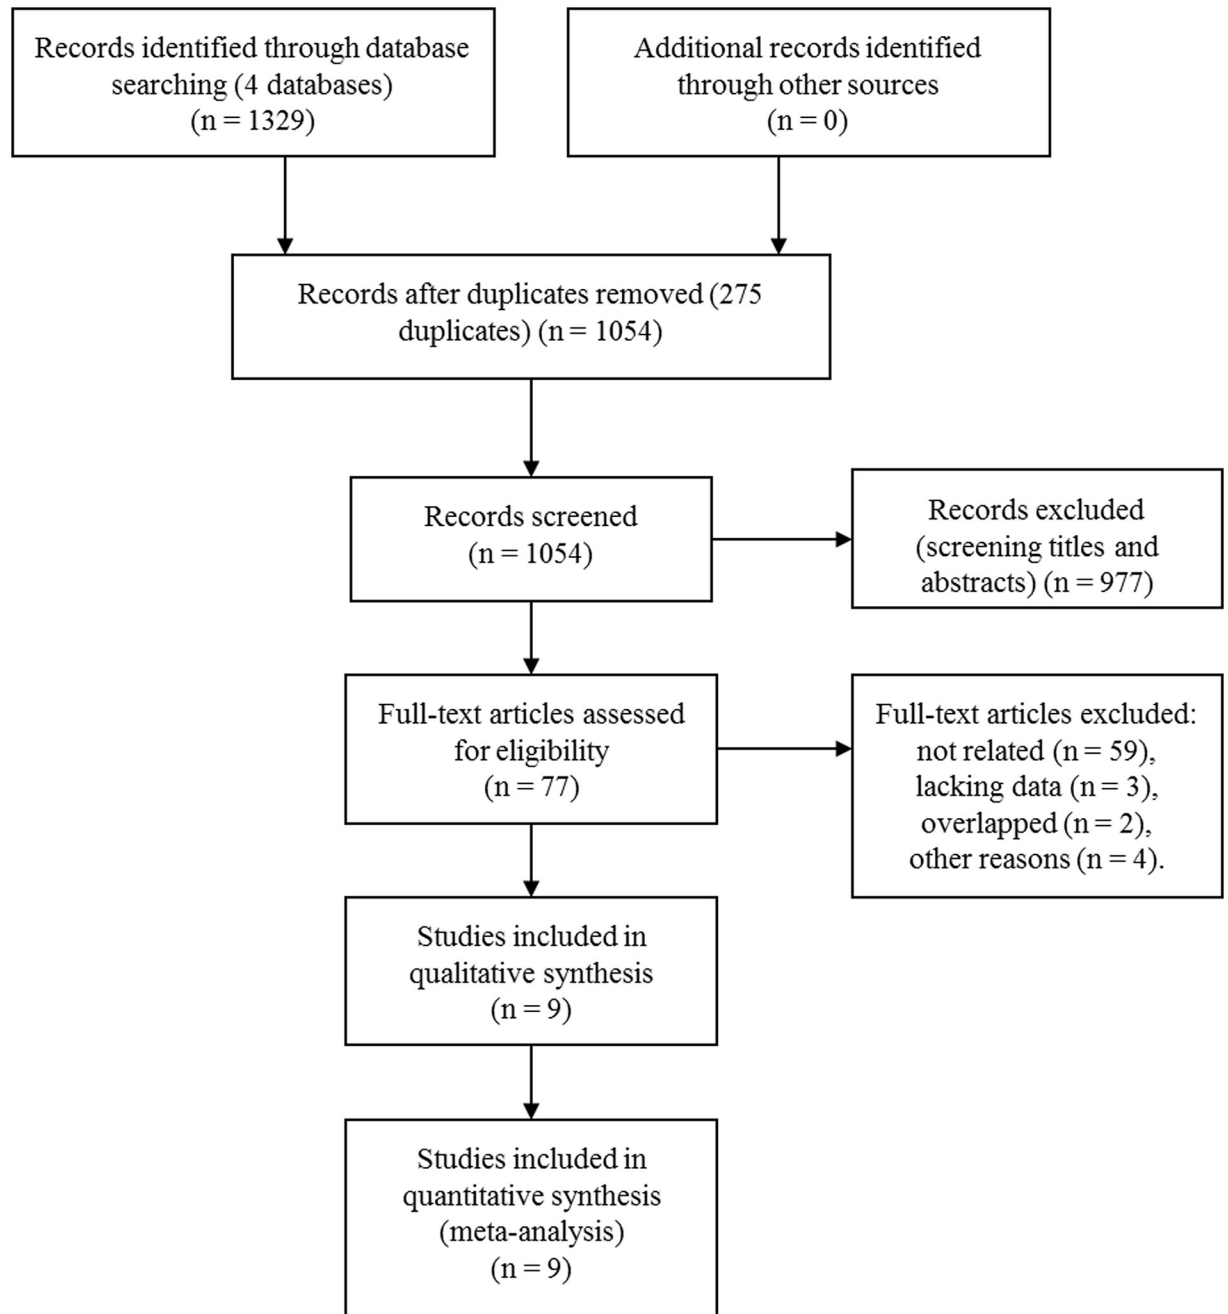 Records identified through database
searching (4 databases)
(n = 1329)
Additional records identified
through other sources
(n = 0)
Records after duplicates removed (275
duplicates) (n = 1054)
Records screened
(n = 1054)
Records excluded
(screening titles and
abstracts) (n = 977)
Full-text articles assessed
for eligibility
(n = 77)
Full-text articles excluded:
not related (n = 59),
lacking data (n = 3),
overlapped (n = 2),
other reasons (n = 4).
Studies included in
qualitative synthesis
(n = 9)
Studies included in
quantitative synthesis
(meta-analysis)
(n = 9)